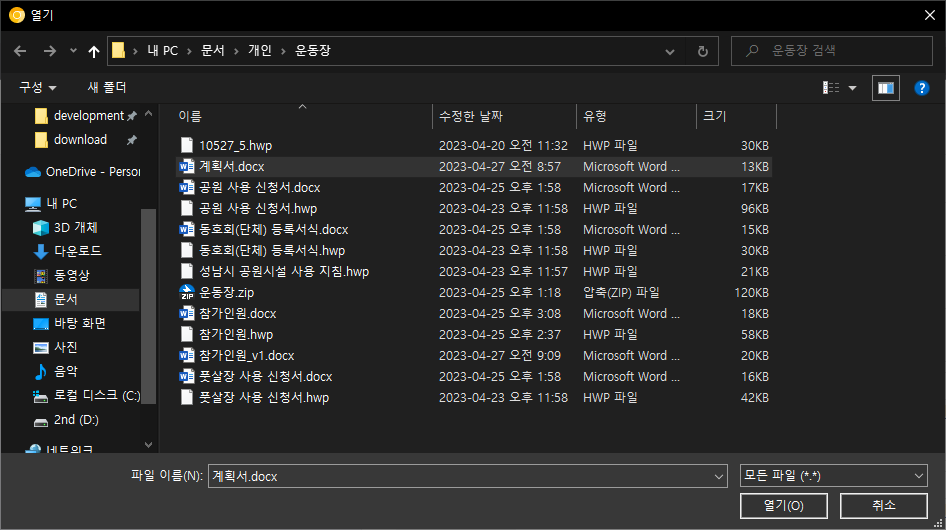 열기
내 PC > 문서 > 개인 > 운동장
운동장 검색
구성 새 폴더
이름 수정한 날짜 유형 크기
development
download
OneDrive - Person
내 PC
3D 개체
다운로드
동영상
문서
바탕 화면
사진
음악
로컬 디스크 (C:)
2nd (D:)
네트워크
10527_5.hwp 2023-04-20 오전 11:32 HWP 파일 30KB
계획서.docx 2023-04-27 오전 8:57 Microsoft Word ... 13KB
공원 사용 신청서.docx 2023-04-25 오후 1:58 Microsoft Word ... 17KB
공원 사용 신청서.hwp 2023-04-23 오후 11:58 HWP 파일 96KB
동호회(단체) 등록서식.docx 2023-04-25 오후 1:58 Microsoft Word ... 15KB
동호회(단체) 등록서식.hwp 2023-04-23 오후 11:58 HWP 파일 30KB
성남시 공원시설 사용 지침.hwp 2023-04-23 오후 11:57 HWP 파일 21KB
운동장.zip 2023-04-25 오후 1:18 압축(ZIP) 파일 120KB
참가인원.docx 2023-04-25 오후 3:08 Microsoft Word ... 18KB
참가인원.hwp 2023-04-25 오후 2:37 HWP 파일 58KB
참가인원_v1.docx 2023-04-27 오전 9:09 Microsoft Word ... 20KB
풋살장 사용 신청서.docx 2023-04-25 오후 1:58 Microsoft Word ... 16KB
풋살장 사용 신청서.hwp 2023-04-23 오후 11:58 HWP 파일 42KB
파일 이름(N): 계획서.docx 모든 파일 (*.*)
열기(O) 취소